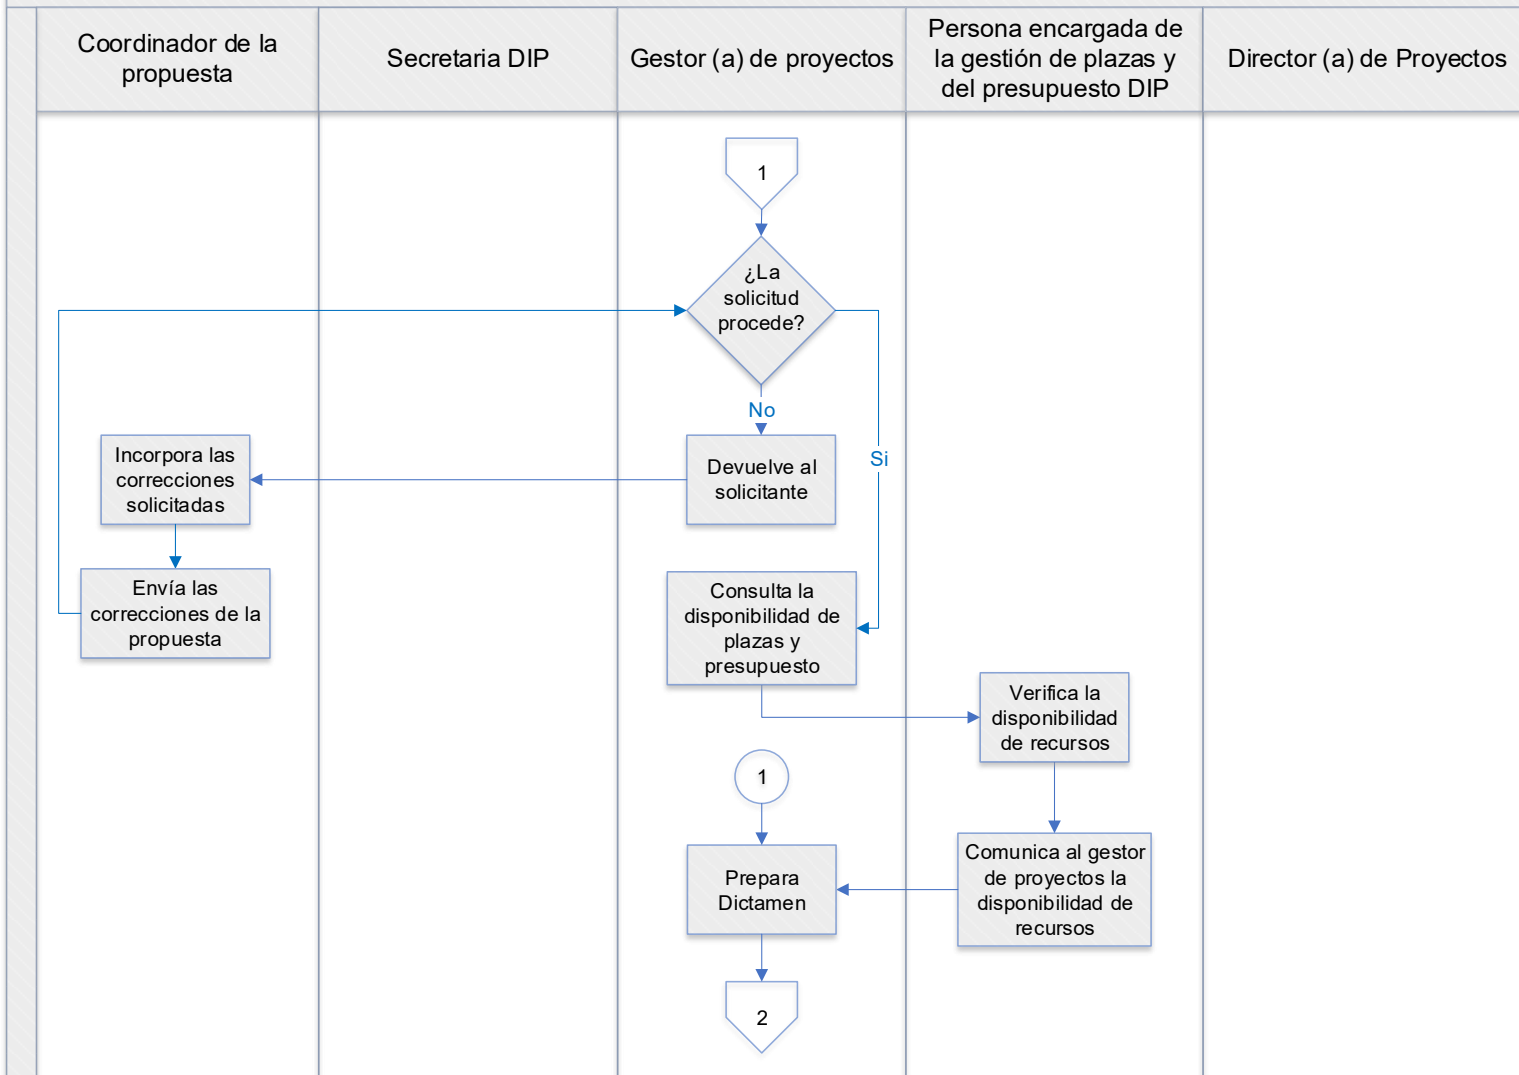 Coordinador de la
propuesta
Secretaria DIP
Gestor (a) de proyectos
Persona encargada de
la gestión de plazas y
del presupuesto DIP
Director (a) de Proyectos
1
¿La
solicitud
procede?
No
Si
Devuelve al
solicitante
Incorpora las
correcciones
solicitadas
Envía las
correcciones de la
propuesta
Consulta la
disponibilidad de
plazas y
presupuesto
Verifica la
disponibilidad
de recursos
1
Comunica al gestor
de proyectos la
disponibilidad de
recursos
Prepara
Dictamen
2